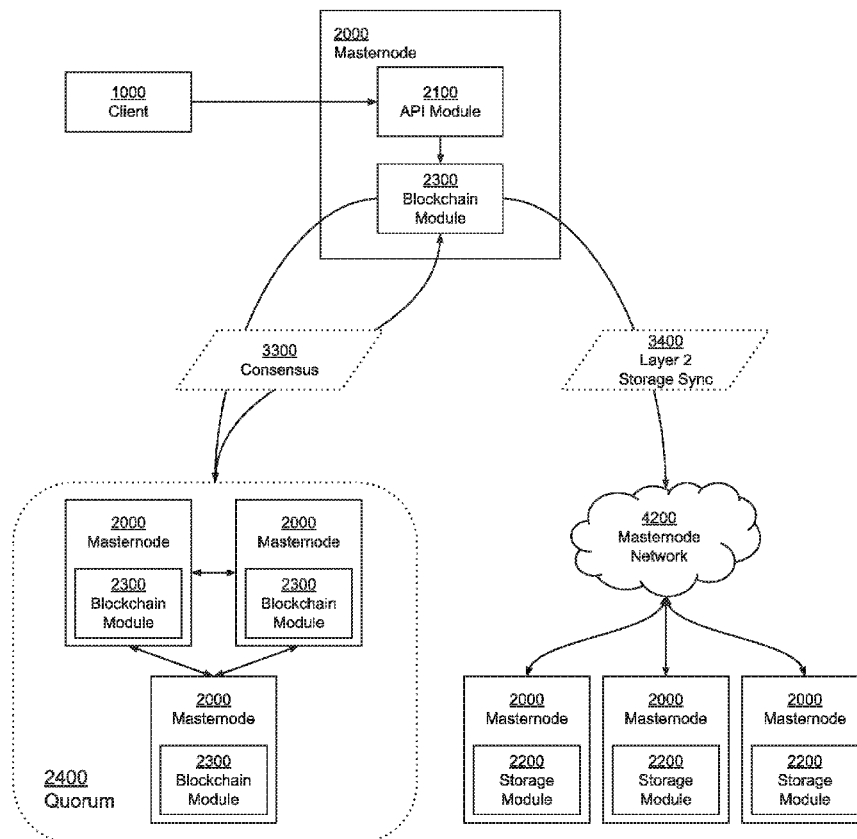 2000
Masternode
1000
Client
2100
API Module
2300
Blockchain
Module
3300
Consensus
3400
Layer 2
Storage Sync
2000
Masternode
2300
Blockchain
Module
2000
Masternode
2300
Blockchain
Module
2000
Masternode
2300
Blockchain
Module
2400
Quorum
4200
Masternode
Network
2000
Masternode
2200
Storage
Module
2000
Masternode
2200
Storage
Module
2000
Masternode
2200
Storage
Module